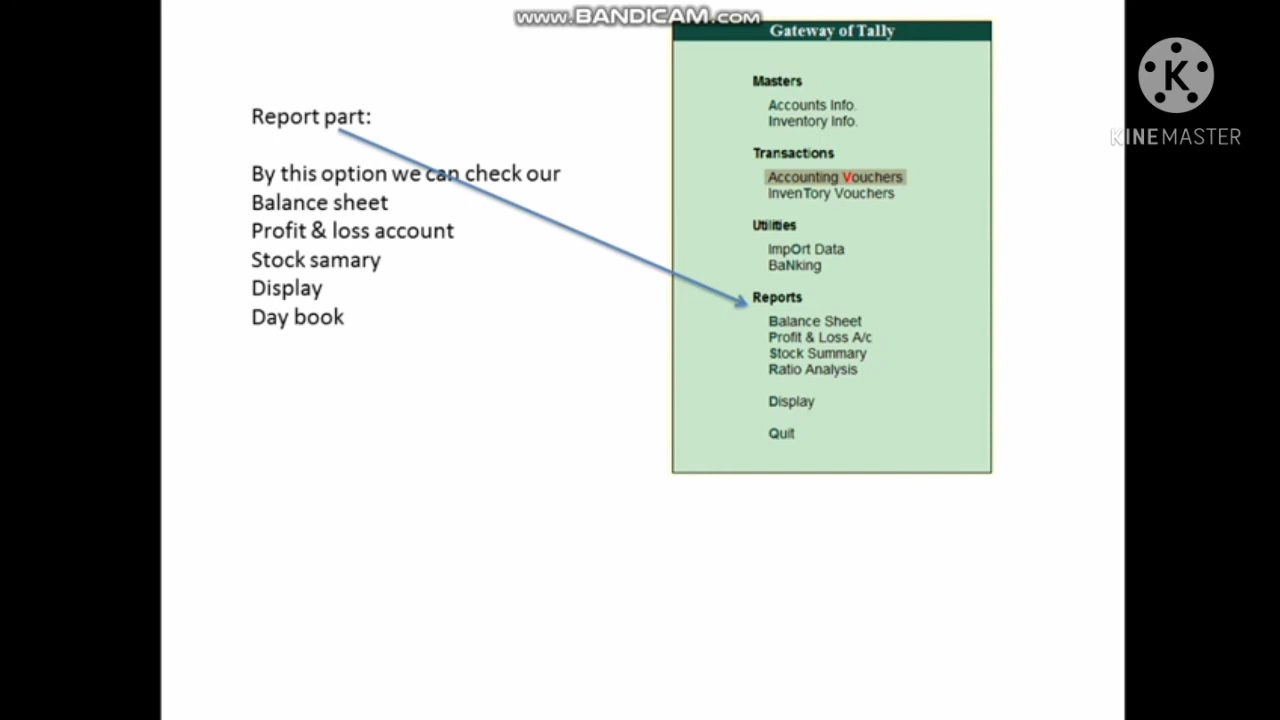 www.BANDICAM.com
Gateway of Tally
Masters
Accounts Info.
Inventory Info.
Transactions
Accounting Vouchers
InvenTory Vouchers
Utilities
ImpOrt Data
BaNking
Reports
Balance Sheet
Profit & Loss A/c
Stock Summary
Ratio Analysis
Display
Quit
Report part:
By this option we can check our
Balance sheet
Profit & loss account
Stock samary
Display
Day book
K
KINEMASTER